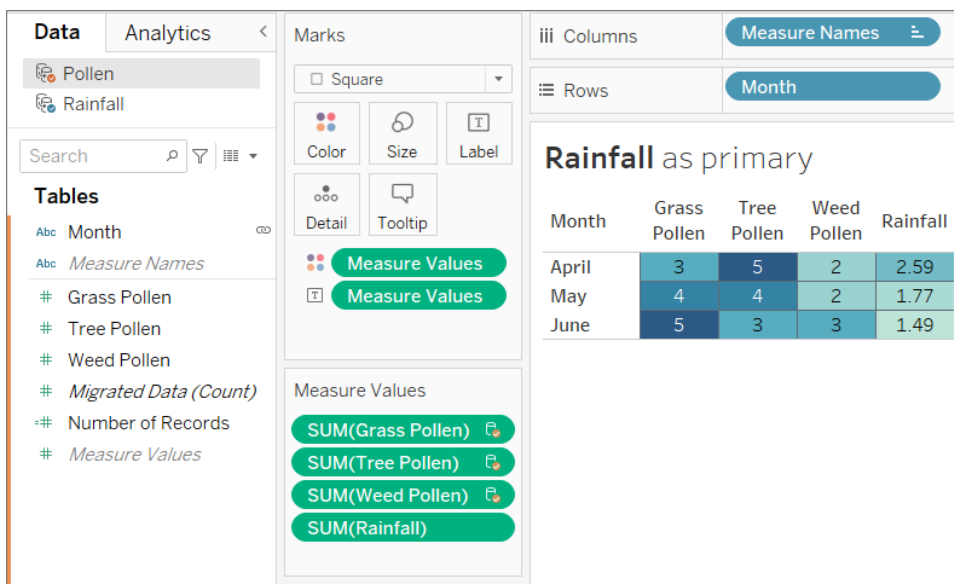 Data
Analytics
Pollen
Rainfall
Search
Tables
Abc Month
Abc Measure Names
# Grass Pollen
# Tree Pollen
# Weed Pollen
# Migrated Data (Count)
=# Number of Records
# Measure Values
Marks
Square
Color Size T Label
Detail Tooltip
Measure Values
T Measure Values
Measure Values
SUM(Grass Pollen)
SUM(Tree Pollen)
SUM(Weed Pollen)
SUM(Rainfall)
iii Columns Measure Names
Rows Month
Rainfall as primary
Month Grass Pollen Tree Pollen Weed Pollen Rainfall
April 3 5 2 2.59
May 4 4 2 1.77
June 5 3 3 1.49